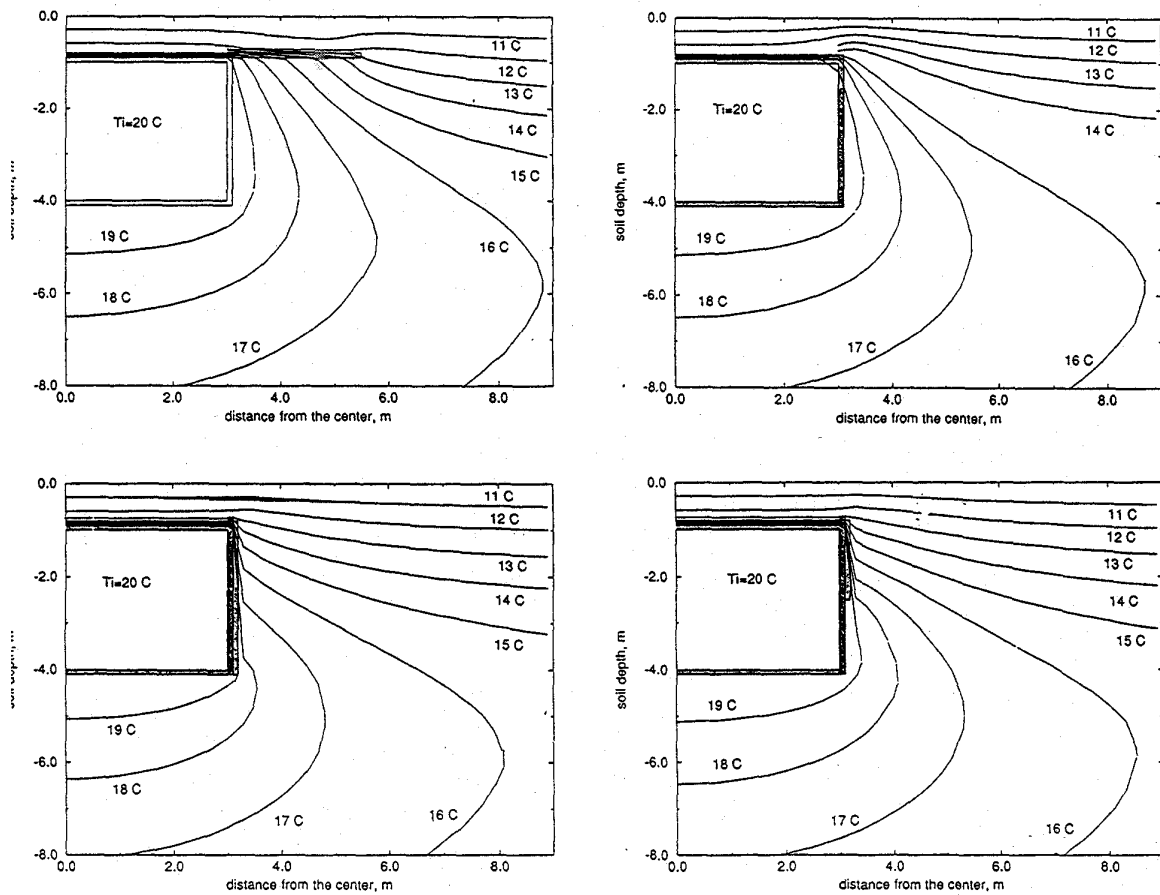 0.0
-2.0
-4.0
-6.0
-8.0
soil depth, m
Ti=20 C
11 C
12 C
13 C
14 C
15 C
16 C
17 C
18 C
19 C
0.0 2.0 4.0 6.0 8.0
distance from the center, m
0.0
-2.0
-4.0
-6.0
-8.0
soil depth, m
Ti=20 C
11 C
12 C
13 C
14 C
16 C
17 C
18 C
19 C
0.0 2.0 4.0 6.0 8.0
distance from the center, m
0.0
-2.0
-4.0
-6.0
-8.0
soil depth, m
Ti=20 C
11 C
12 C
13 C
14 C
15 C
16 C
17 C
18 C
19 C
0.0 2.0 4.0 6.0 8.0
distance from the center, m
0.0
-2.0
-4.0
-6.0
-8.0
soil depth, m
Ti=20 C
11 C
12 C
13 C
14 C
15 C
16 C
17 C
18 C
19 C
0.0 2.0 4.0 6.0 8.0
distance from the center, m